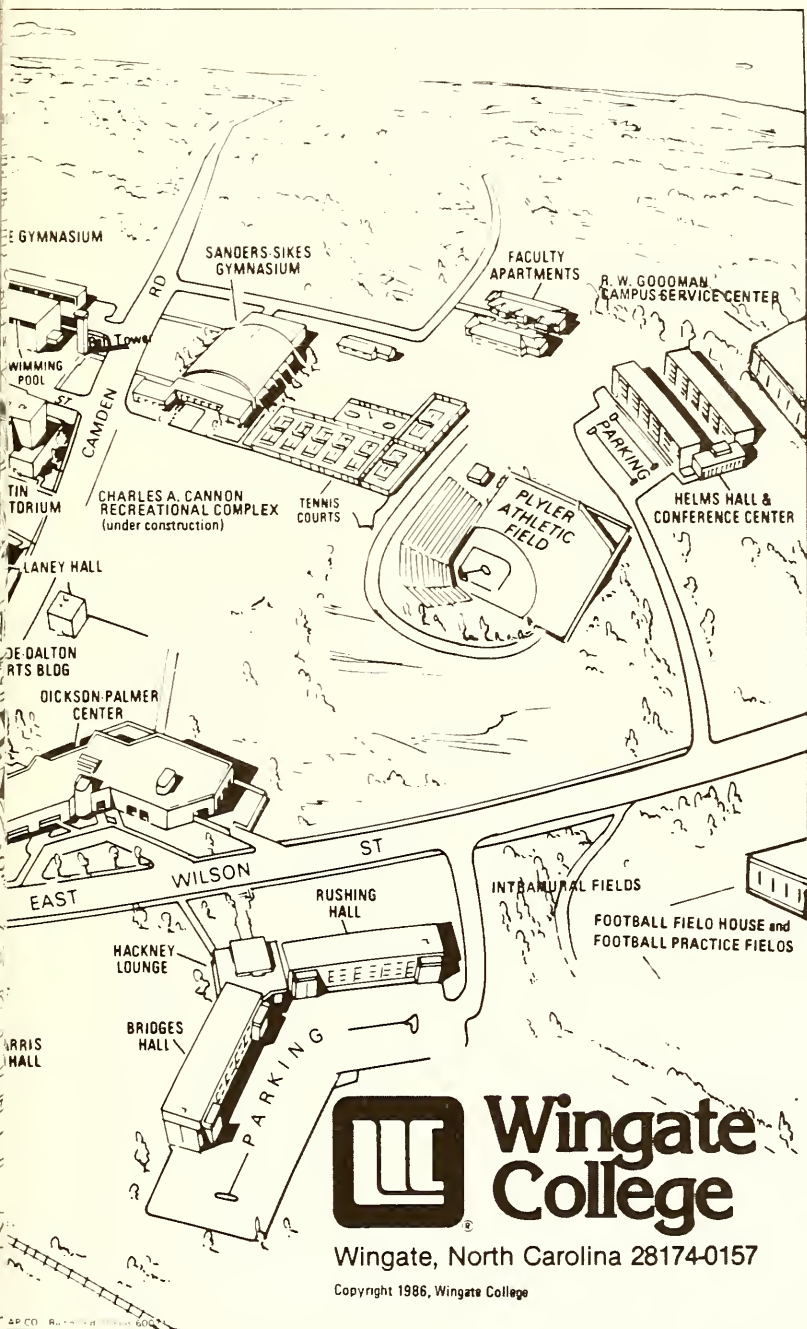 E GYMNASIUM
SANDERS-SIKES
GYMNASIUM
FACULTY
APARTMENTS
R. W. GOODMAN
CAMPUS SERVICE CENTER
RD
Tower
WIMMING
POOL
ST
CAMDEN
PARKING
TIN
TORIUM
CHARLES A. CANNON
RECREATIONAL COMPLEX
(under construction)
TENNIS
COURTS
PLYLER
ATHLETIC
FIELD
HELMS HALL &
CONFERENCE CENTER
LANEY HALL
DE-DALTON
RTS BLDG
DICKSON-PALMER
CENTER
EAST WILSON ST
RUSHING
HALL
INTRAMURAL FIELDS
FOOTBALL FIELD HOUSE and
FOOTBALL PRACTICE FIELDS
HACKNEY
LOUNGE
BRIDGES
HALL
ARRIS
HALL
PARKING
Wingate
College
®
Wingate, North Carolina 28174-0157
Copyright 1986, Wingate College